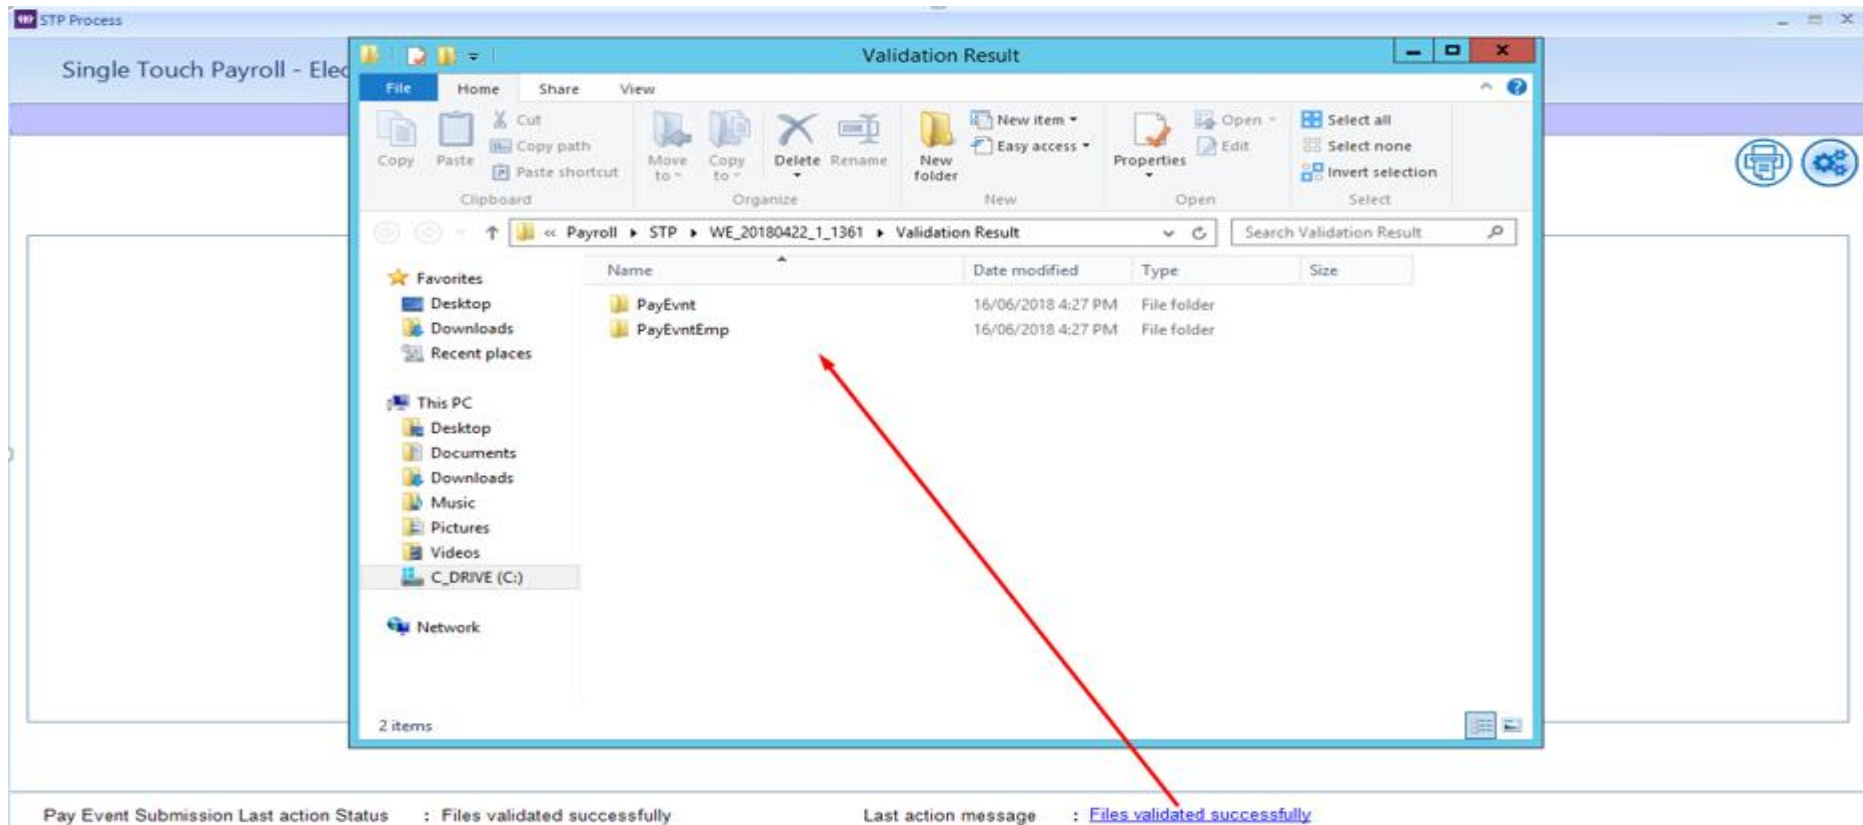 STP Process
Single Touch Payroll - Elec
Validation Result
File Home Share View
Copy
Paste
Cut
Copy path
Paste shortcut
Clipboard
Move to
Copy to
Delete
Rename
Organize
New folder
New item
Easy access
New
Properties
Open
Edit
Open
Select all
Select none
Invert selection
Select
« Payroll STP WE_20180422_1_1361 Validation Result
Search Validation Result
Name Date modified Type Size
PayEvnt 16/06/2018 4:27 PM File folder
PayEvntEmp 16/06/2018 4:27 PM File folder
Favorites
Desktop
Downloads
Recent places
This PC
Desktop
Documents
Downloads
Music
Pictures
Videos
C_DRIVE (C:)
Network
2 items
Pay Event Submission Last action Status : Files validated successfully Last action message : Files validated successfully